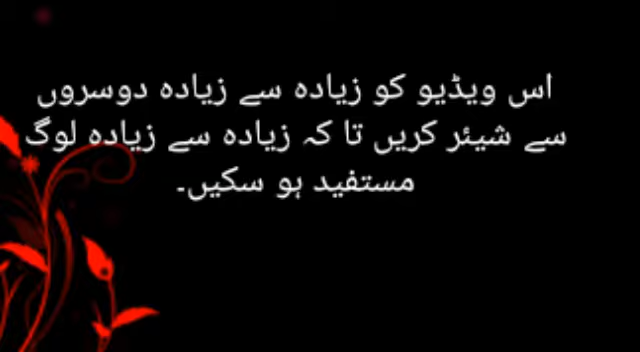 اس ویڈیو کو زیادہ سے زیادہ دوسروں
سے شیئر کریں تا کہ زیادہ سے زیادہ لوگ
مستفید ہو سکیں۔